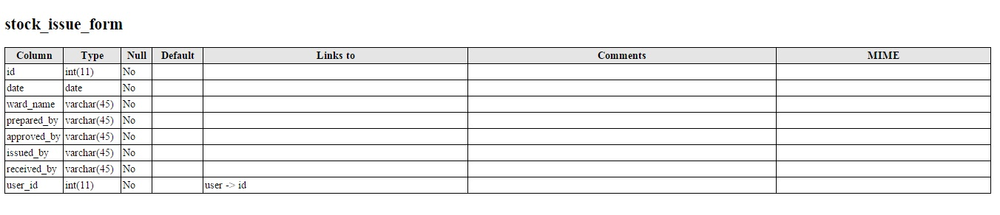 stock_issue_form
Column Type Null Default Links to Comments MIME
id int(11) No
date date No
ward_name varchar(45) No
prepared_by varchar(45) No
approved_by varchar(45) No
issued_by varchar(45) No
received_by varchar(45) No
user_id int(11) No user -> id